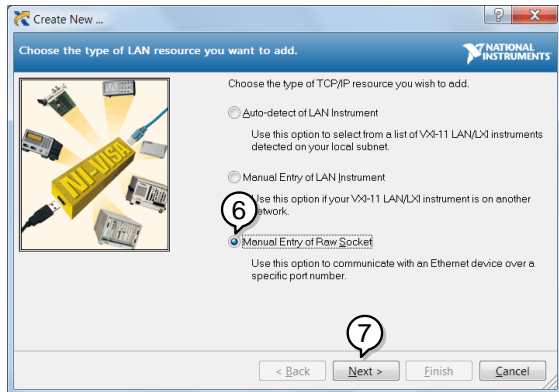 Create New ...
Choose the type of LAN resource you want to add.
NATIONAL
INSTRUMENTS
Choose the type of TCP/IP resource you wish to add.
Auto-detect of LAN Instrument
Use this option to select from a list of VXI-11 LAN/LXI instruments
detected on your local subnet.
Manual Entry of LAN Instrument
Use this option if your VXI-11 LAN/LXI instrument is on another
network.
6
Manual Entry of Raw Socket
Use this option to communicate with an Ethernet device over a
specific port number.
NI-VISA
7
< Back
Next >
Finish
Cancel